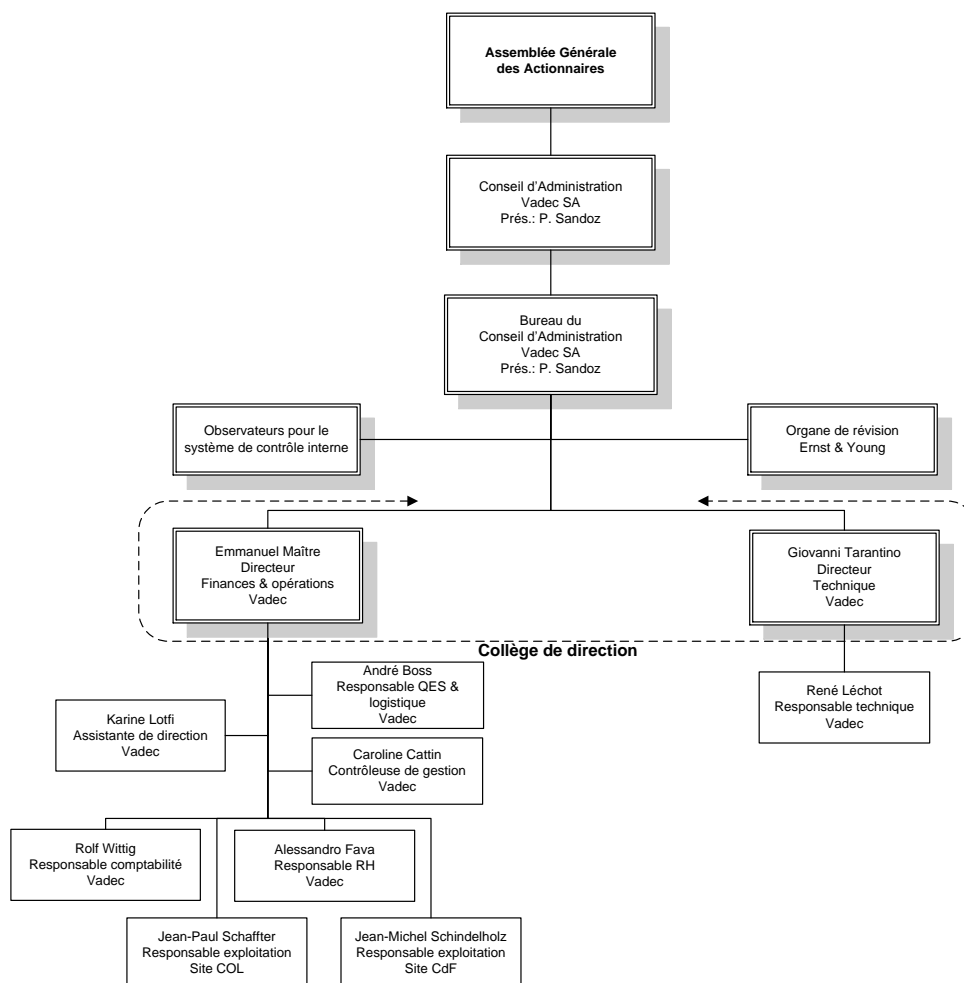 Assemblée Générale
des Actionnaires
Conseil d'Administration
Vadec SA
Prés.: P. Sandoz
Bureau du
Conseil d'Administration
Vadec SA
Prés.: P. Sandoz
Observateurs pour le
système de contrôle interne
Organe de révision
Ernst & Young
Emmanuel Maître
Directeur
Finances & opérations
Vadec
Giovanni Tarantino
Directeur
Technique
Vadec
Collège de direction
André Boss
Responsable QES &
logistique
Vadec
René Léchot
Responsable technique
Vadec
Karine Lotfi
Assistante de direction
Vadec
Caroline Cattin
Contrôleuse de gestion
Vadec
Rolf Wittig
Responsable comptabilité
Vadec
Alessandro Fava
Responsable RH
Vadec
Jean-Paul Schaffter
Responsable exploitation
Site COL
Jean-Michel Schindelholz
Responsable exploitation
Site CdF